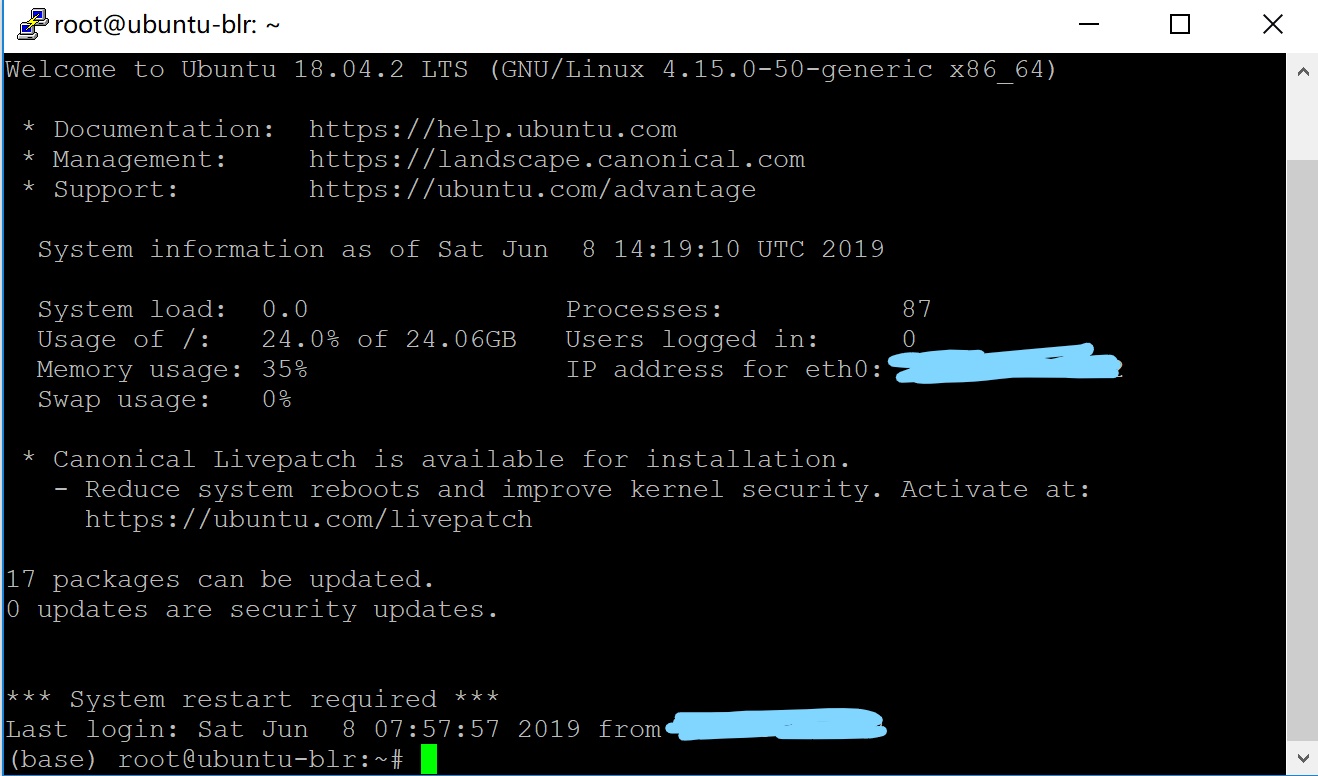 root@ubuntu-blr: ~
Welcome to Ubuntu 18.04.2 LTS (GNU/Linux 4.15.0-50-generic x86_64)
* Documentation:  https://help.ubuntu.com
* Management:     https://landscape.canonical.com
* Support:        https://ubuntu.com/advantage
System information as of Sat Jun  8 14:19:10 UTC 2019
System load:  0.0                Processes:           87
Usage of /:   24.0% of 24.06GB   Users logged in:     0
Memory usage: 35%                IP address for eth0:
Swap usage:   0%
* Canonical Livepatch is available for installation.
- Reduce system reboots and improve kernel security. Activate at:
https://ubuntu.com/livepatch
17 packages can be updated.
0 updates are security updates.
*** System restart required ***
Last login: Sat Jun  8 07:57:57 2019 from
(base) root@ubuntu-blr:~#